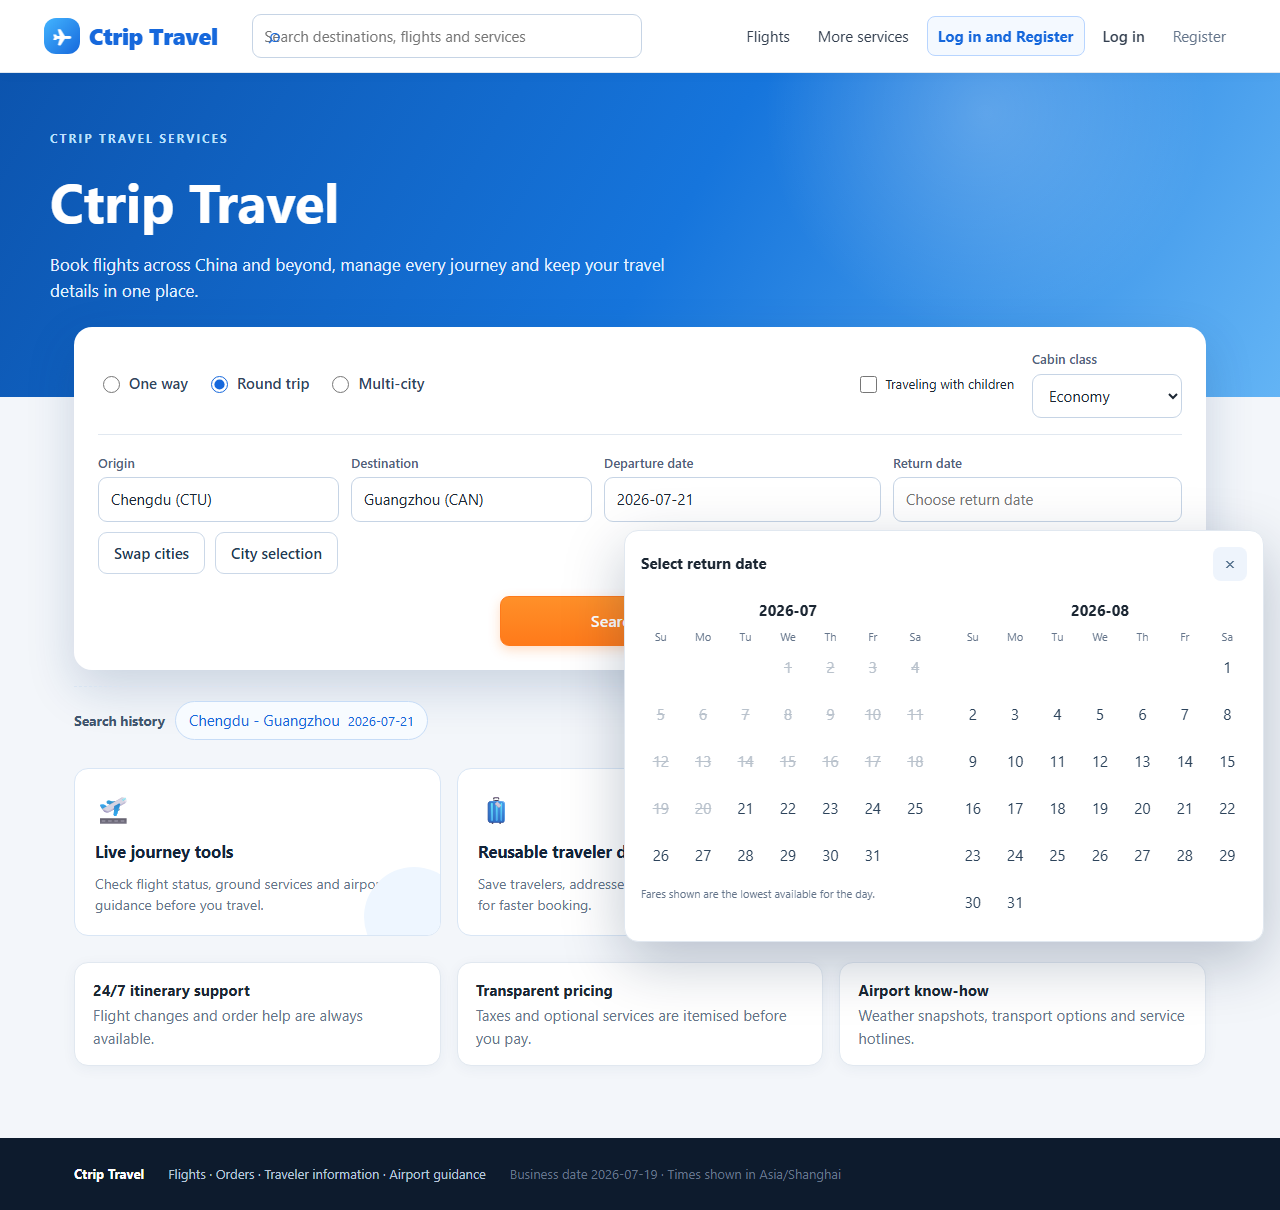 Ctrip Travel
Search destinations, flights and services
Flights
More services
Log in and Register
Log in
Register
CTRIP TRAVEL SERVICES
Ctrip Travel
Book flights across China and beyond, manage every journey and keep your travel
details in one place.
One way
Round trip
Multi-city
Traveling with children
Cabin class
Economy
Origin
Destination
Departure date
Return date
Chengdu (CTU)
Guangzhou (CAN)
2026-07-21
Choose return date
Swap cities
City selection
Select return date
×
2026-07
Su Mo Tu We Th Fr Sa
1 2 3 4
5 6 7 8 9 10 11
12 13 14 15 16 17 18
19 20 21 22 23 24 25
26 27 28 29 30 31
Fares shown are the lowest available for the day.
2026-08
Su Mo Tu We Th Fr Sa
1
2 3 4 5 6 7 8
9 10 11 12 13 14 15
16 17 18 19 20 21 22
23 24 25 26 27 28 29
30 31
Search history
Chengdu - Guangzhou 2026-07-21
Live journey tools
Check flight status, ground services and
guidance before you travel.
Reusable traveler
Save travelers,
for faster booking.
24/7 itinerary support
Flight changes and order help are always
available.
Transparent pricing
Taxes and optional services are itemised before
you pay.
Airport know-how
Weather snapshots, transport options and service
hotlines.
Ctrip Travel
Flights · Orders · Traveler information · Airport guidance
Business date 2026-07-19 · Times shown in Asia/Shanghai